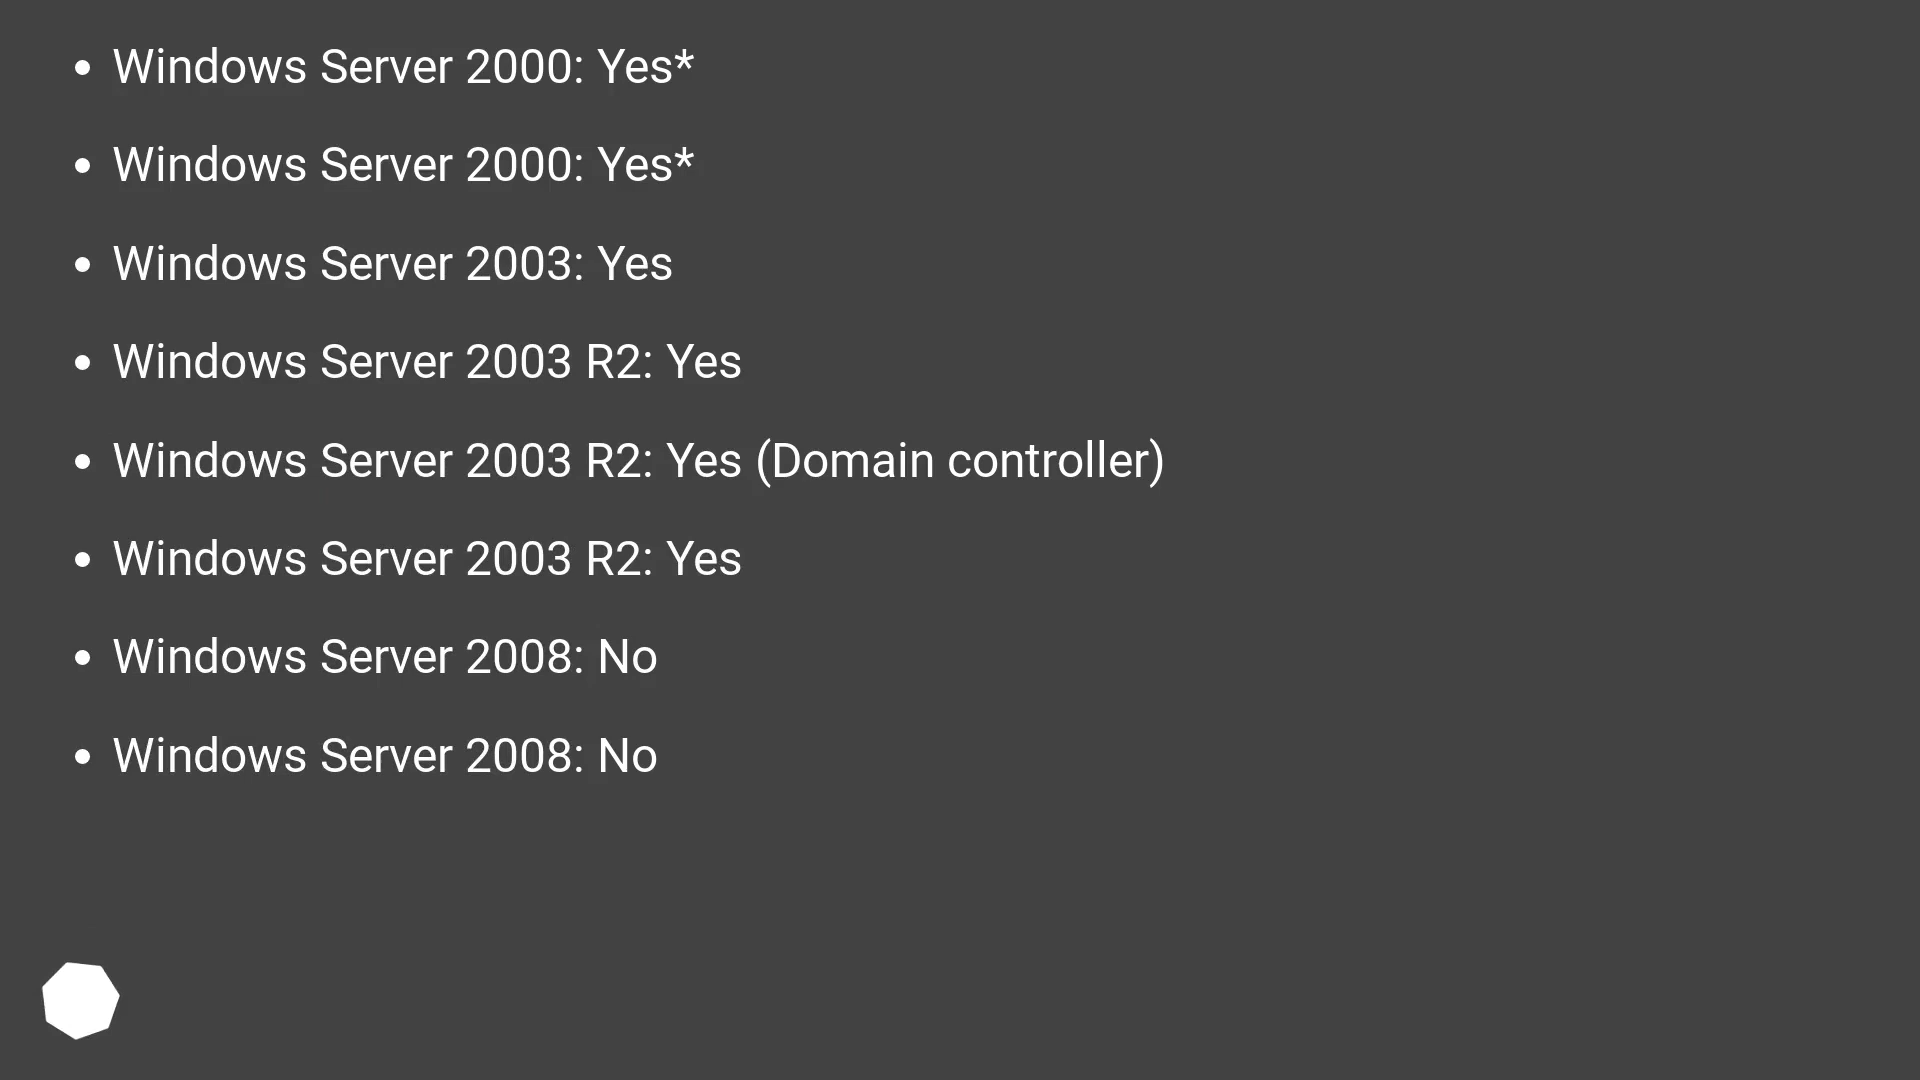 • Windows Server 2000: Yes*
• Windows Server 2000: Yes*
• Windows Server 2003: Yes
• Windows Server 2003 R2: Yes
• Windows Server 2003 R2: Yes (Domain controller)
• Windows Server 2003 R2: Yes
• Windows Server 2008: No
• Windows Server 2008: No